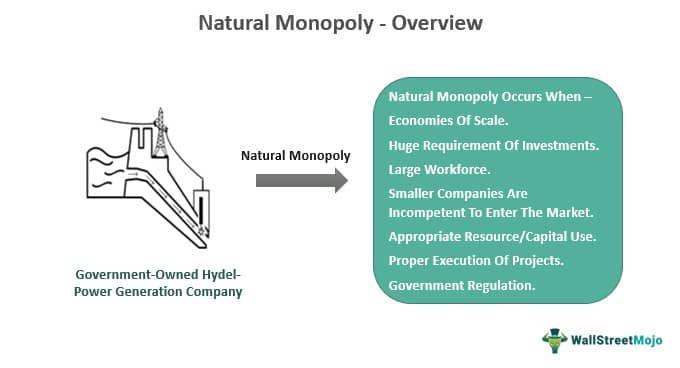 Natural Monopoly - Overview
Natural Monopoly
Government-Owned Hydel-
Power Generation Company
Natural Monopoly Occurs When –
Economies Of Scale.
Huge Requirement Of Investments.
Large Workforce.
Smaller Companies Are
Incompetent To Enter The Market.
Appropriate Resource/Capital Use.
Proper Execution Of Projects.
Government Regulation.
WallStreetMojo